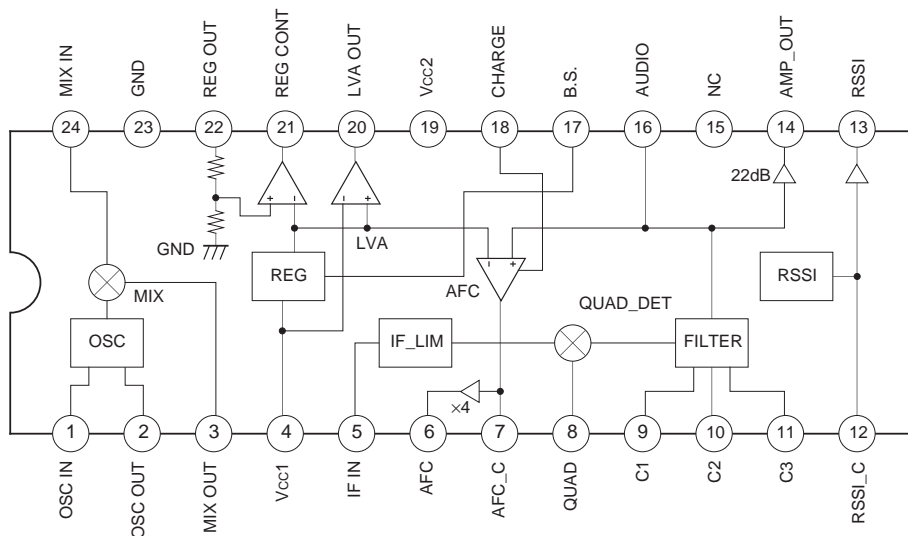 MIX IN
GND
REG OUT
REG CONT
LVA OUT
Vcc2
CHARGE
B.S.
AUDIO
NC
AMP_OUT
RSSI
24
23
22
21
20
19
18
17
16
15
14
13
22dB
+
−
−
+
GND
LVA
−
+
REG
AFC
RSSI
MIX
QUAD_DET
OSC
IF_LIM
FILTER
×4
1
2
3
4
5
6
7
8
9
10
11
12
OSC IN
OSC OUT
MIX OUT
Vcc1
IF IN
AFC
AFC_C
QUAD
C1
C2
C3
RSSI_C